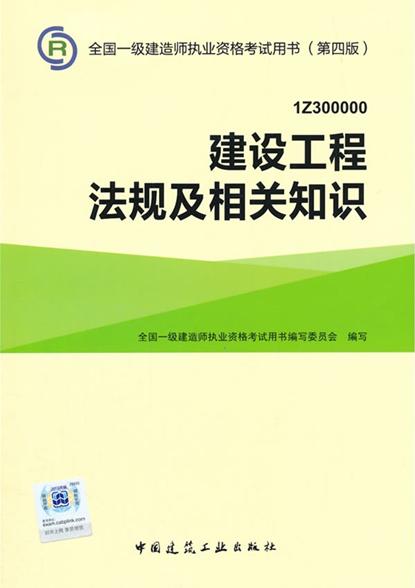 R
全国一级建造师执业资格考试用书（第四版）
1Z300000
建设工程
法规及相关知识
全国一级建造师执业资格考试用书编写委员会 编写
www.cabplink.com
中国建筑工业出版社